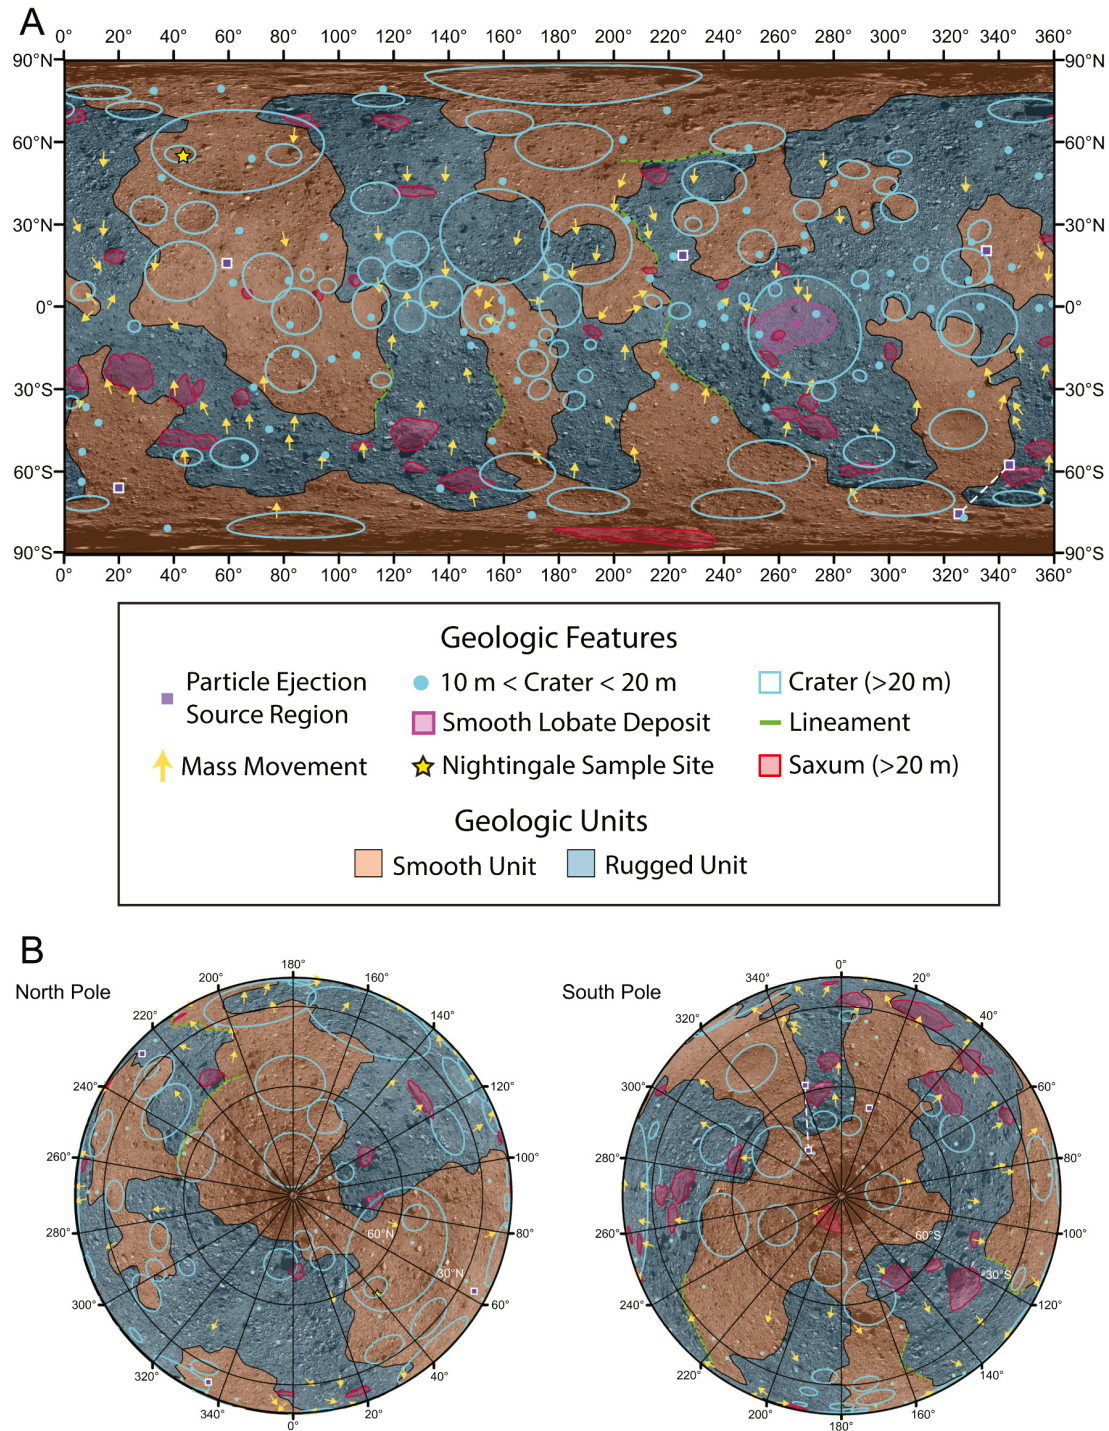 A
0° 20° 40° 60° 80° 100° 120° 140° 160° 180° 200° 220° 240° 260° 280° 300° 320° 340° 360°
90°N 90°N
60°N 60°N
30°N 30°N
0° 0°
30°S 30°S
60°S 60°S
90°S 90°S
0° 20° 40° 60° 80° 100° 120° 140° 160° 180° 200° 220° 240° 260° 280° 300° 320° 340° 360°
Geologic Features
Particle Ejection
Source Region
10 m < Crater < 20 m
Crater (>20 m)
Smooth Lobate Deposit
Lineament
Mass Movement
Nightingale Sample Site
Saxum (>20 m)
Geologic Units
Smooth Unit
Rugged Unit
B
North Pole
180°
200° 160°
220° 140°
240° 120°
260° 100°
280° 80°
60°N
30°N
300° 60°
320° 40°
340° 20°
0°
South Pole
0°
340° 20°
320° 40°
300° 60°
280° 80°
260° 100°
60°S
30°S
240° 120°
220° 140°
200° 160°
180°